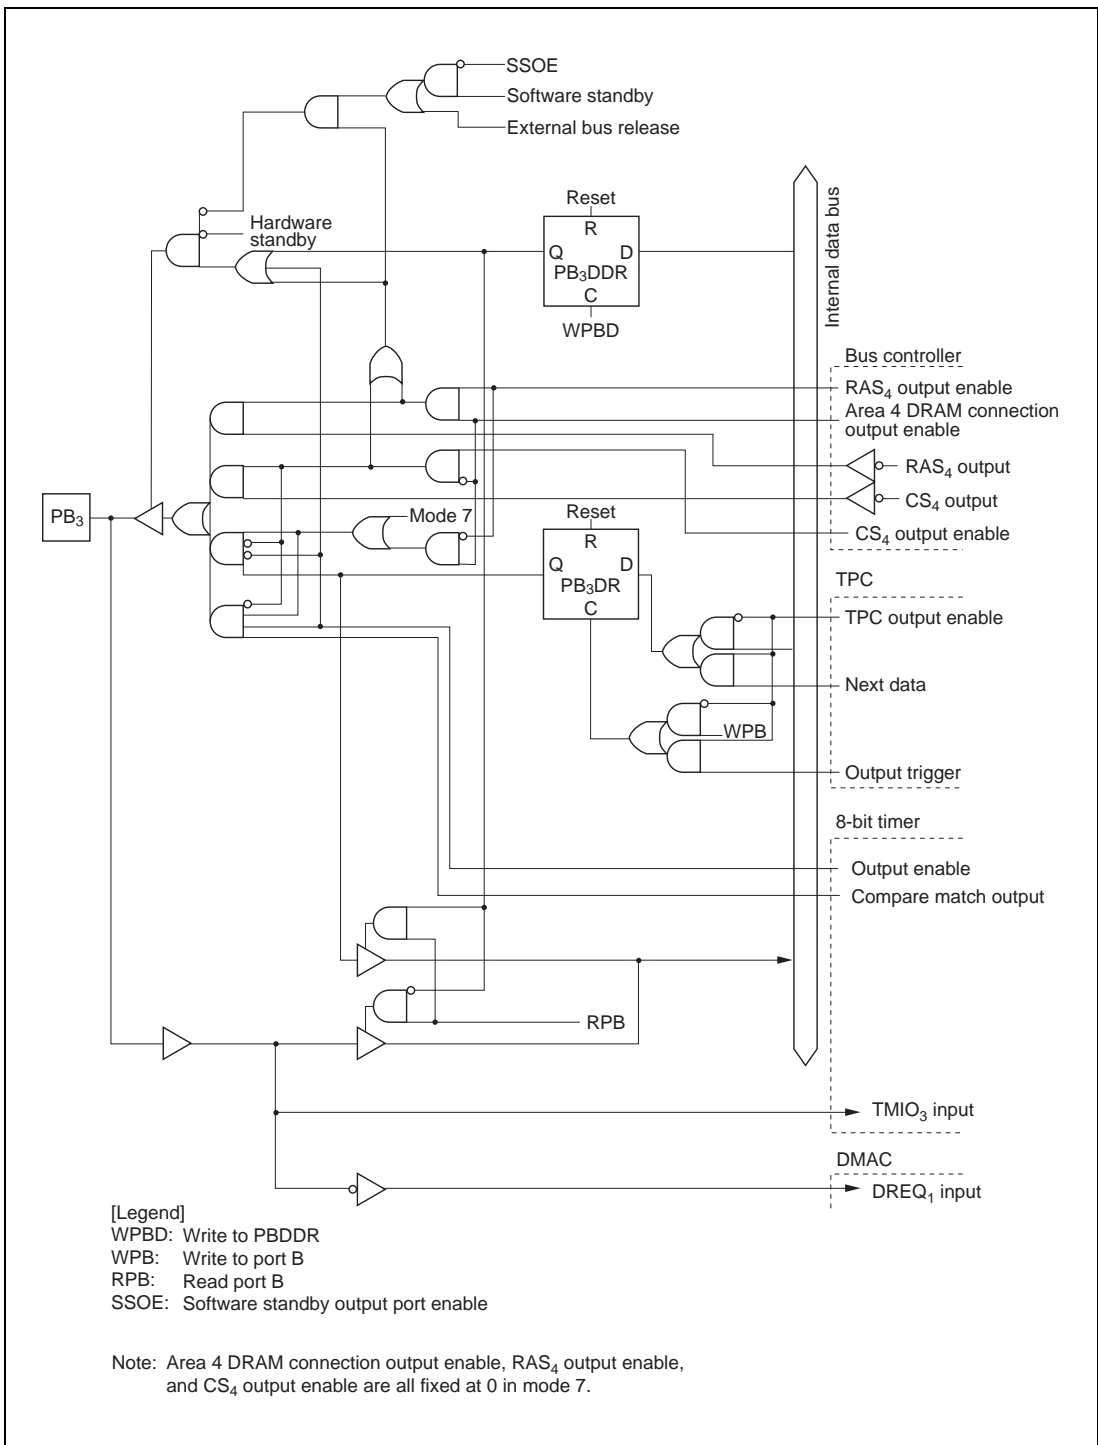 SSOE
Software standby
External bus release
Reset
Hardware
standby
R
Q D
PB3DDR
C
WPBD
Internal data bus
Bus controller
RAS4 output enable
Area 4 DRAM connection
output enable
RAS4 output
CS4 output
CS4 output enable
PB3
Mode 7
Reset
R
Q D
PB3DR
C
TPC
TPC output enable
Next data
WPB
Output trigger
8-bit timer
Output enable
Compare match output
RPB
TMIO3 input
DMAC
DREQ1 input
[Legend]
WPBD: Write to PBDDR
WPB: Write to port B
RPB: Read port B
SSOE: Software standby output port enable
Note: Area 4 DRAM connection output enable, RAS4 output enable,
and CS4 output enable are all fixed at 0 in mode 7.